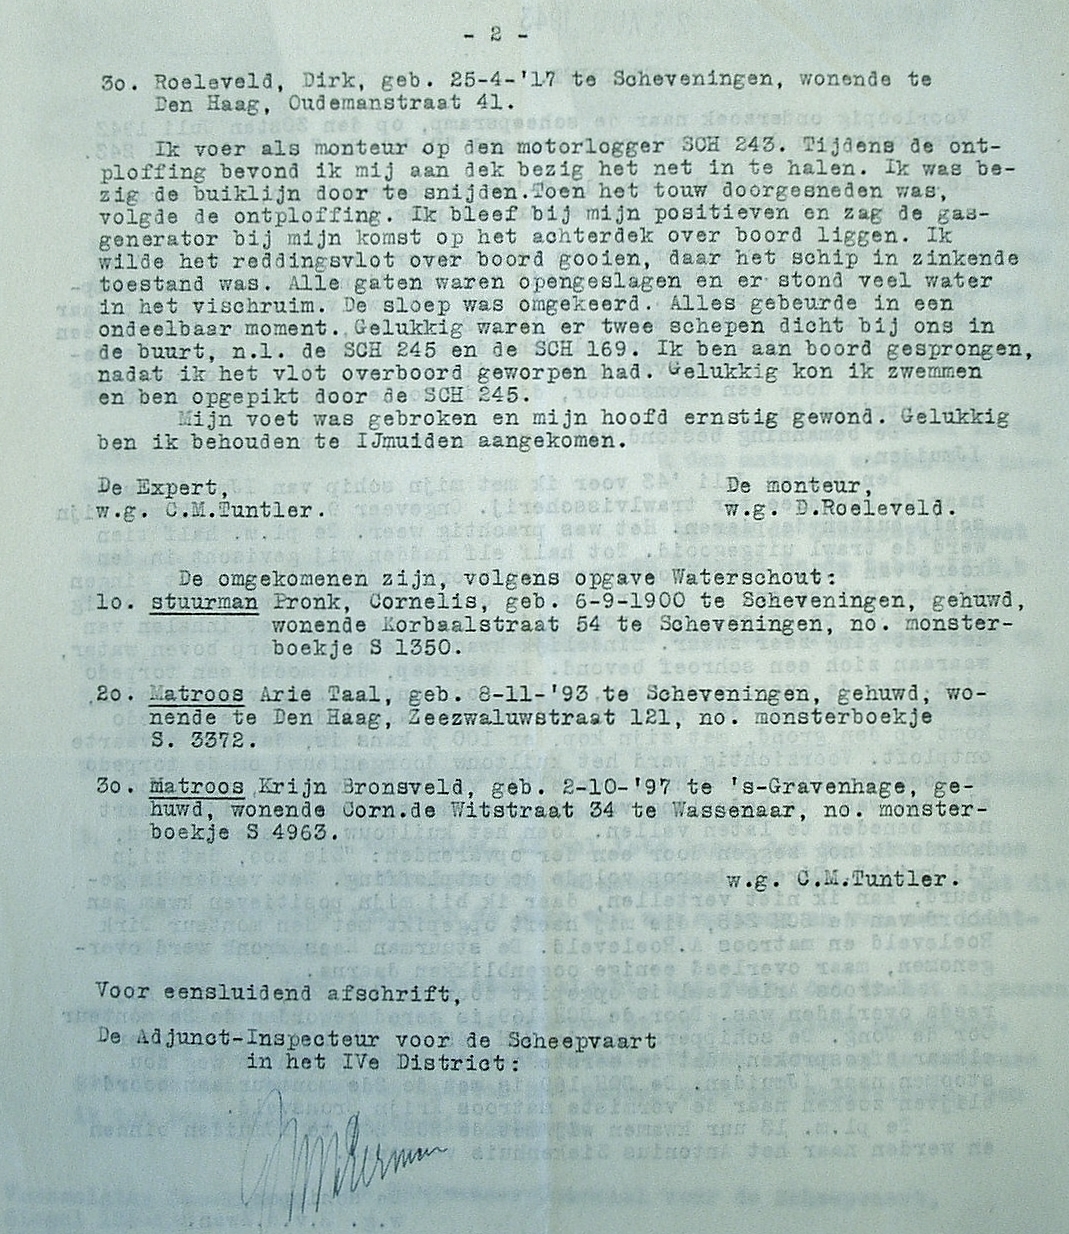 - 2 -
3o. Roeleveld, Dirk, geb. 25-4-'17 te Scheveningen, wonende te
Den Haag, Oudemanstraat 41.
Ik voer als monteur op den motorlogger SCH 243. Tijdens de ont-
ploffing bevond ik mij aan dek bezig het net in te halen. Ik was be-
zig de buiklijn door te snijden.Toen het touw doorgesneden was,
volgde de ontploffing. Ik bleef bij mijn positieven en zag de gas-
generator bij mijn komst op het achterdek over boord liggen. Ik
wilde het reddingsvlot over boord gooien, daar het schip in zinkende
toestand was. Alle gaten waren opengeslagen en er stond veel water
in het vischruim. De sloep was omgekeerd. Alles gebeurde in een
ondeelbaar moment. Gelukkig waren er twee schepen dicht bij ons in
de buurt, n.l. de SCH 245 en de SCH 169. Ik ben aan boord gesprongen,
nadat ik het vlot overboord geworpen had. Gelukkig kon ik zwemmen
en ben opgepikt door de SCH 245.
Mijn voet was gebroken en mijn hoofd ernstig gewond. Gelukkig
ben ik behouden te IJmuiden aangekomen.
De Expert, De monteur,
w.g. C.M.Tuntler. w.g. D.Roeleveld.
De omgekomenen zijn, volgens opgave Waterschout:
1o. stuurman Pronk, Cornelis, geb. 6-9-1900 te Scheveningen, gehuwd,
wonende Korbaalstraat 54 te Scheveningen, no. monster-
boekje S 1350.
2o. Matroos Arie Taal, geb. 8-11-'93 te Scheveningen, gehuwd, wo-
nende te Den Haag, Zeezwaluwstraat 121, no. monsterboekje
S. 3372.
3o. Matroos Krijn Bronsveld, geb. 2-10-'97 te 's-Gravenhage, ge-
huwd, wonende Corn.de Witstraat 34 te Wassenaar, no. monster-
boekje S 4963.
w.g. C.M.Tuntler.
Voor eensluidend afschrift,
De Adjunct-Inspecteur voor de Scheepvaart
in het IVe District: